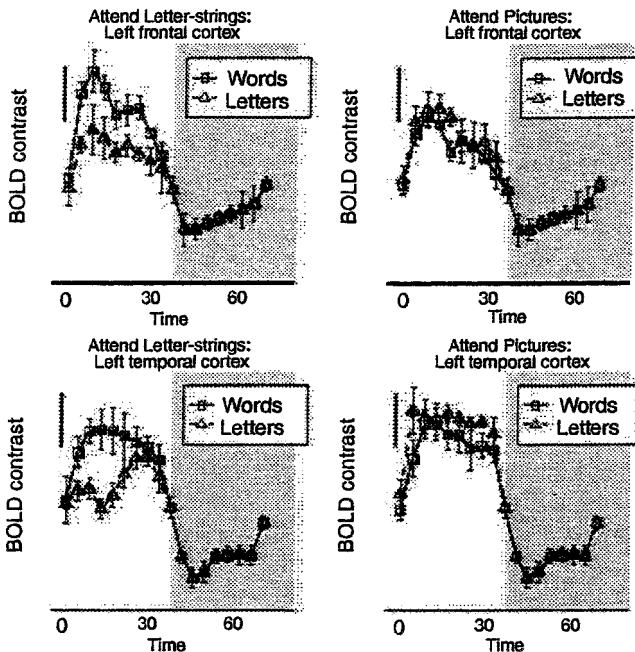 Attend Letter-strings:
Left frontal cortex
Words
Letters
BOLD contrast
0 30 60
Time
Attend Pictures:
Left frontal cortex
Words
Letters
BOLD contrast
0 30 60
Time
Attend Letter-strings:
Left temporal cortex
Words
Letters
BOLD contrast
0 30 60
Time
Attend Pictures:
Left temporal cortex
Words
Letters
BOLD contrast
0 30 60
Time